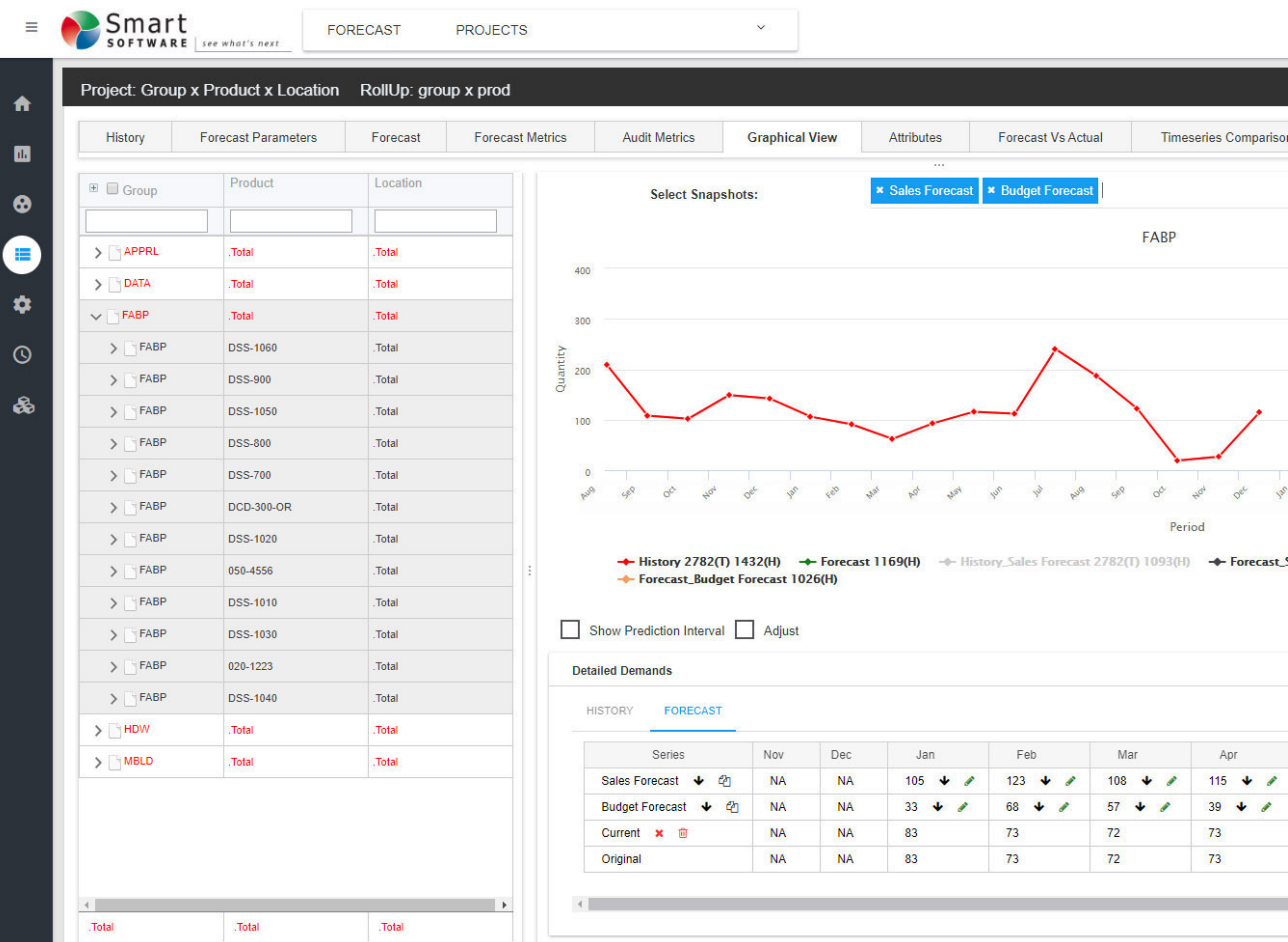 Smart
SOFTWARE see what's next
FORECAST PROJECTS
Project: Group x Product x Location RollUp: group x prod
History Forecast Parameters Forecast Forecast Metrics Audit Metrics Graphical View Attributes Forecast Vs Actual Timeseries Comparison
...
Group Product Location
APPRL .Total .Total
DATA .Total .Total
FABP .Total .Total
FABP DSS-1060 .Total
FABP DSS-900 .Total
FABP DSS-1050 .Total
FABP DSS-800 .Total
FABP DSS-700 .Total
FABP DCD-300-OR .Total
FABP DSS-1020 .Total
FABP 050-4556 .Total
FABP DSS-1010 .Total
FABP DSS-1030 .Total
FABP 020-1223 .Total
FABP DSS-1040 .Total
HDW .Total .Total
MBLD .Total .Total
.Total .Total .Total
Select Snapshots: × Sales Forecast × Budget Forecast
FABP
Quantity
400
300
200
100
0
Aug Sep Oct Nov Dec Jan Feb Mar Apr May Jun Jul Aug Sep Oct Nov Dec Jan
Period
History 2782(T) 1432(H) Forecast 1169(H) History_Sales Forecast 2782(T) 1093(H) Forecast_S
Forecast_Budget Forecast 1026(H)
Show Prediction Interval Adjust
Detailed Demands
HISTORY FORECAST
Series Nov Dec Jan Feb Mar Apr
Sales Forecast NA NA 105 123 108 115
Budget Forecast NA NA 33 68 57 39
Current NA NA 83 73 72 73
Original NA NA 83 73 72 73